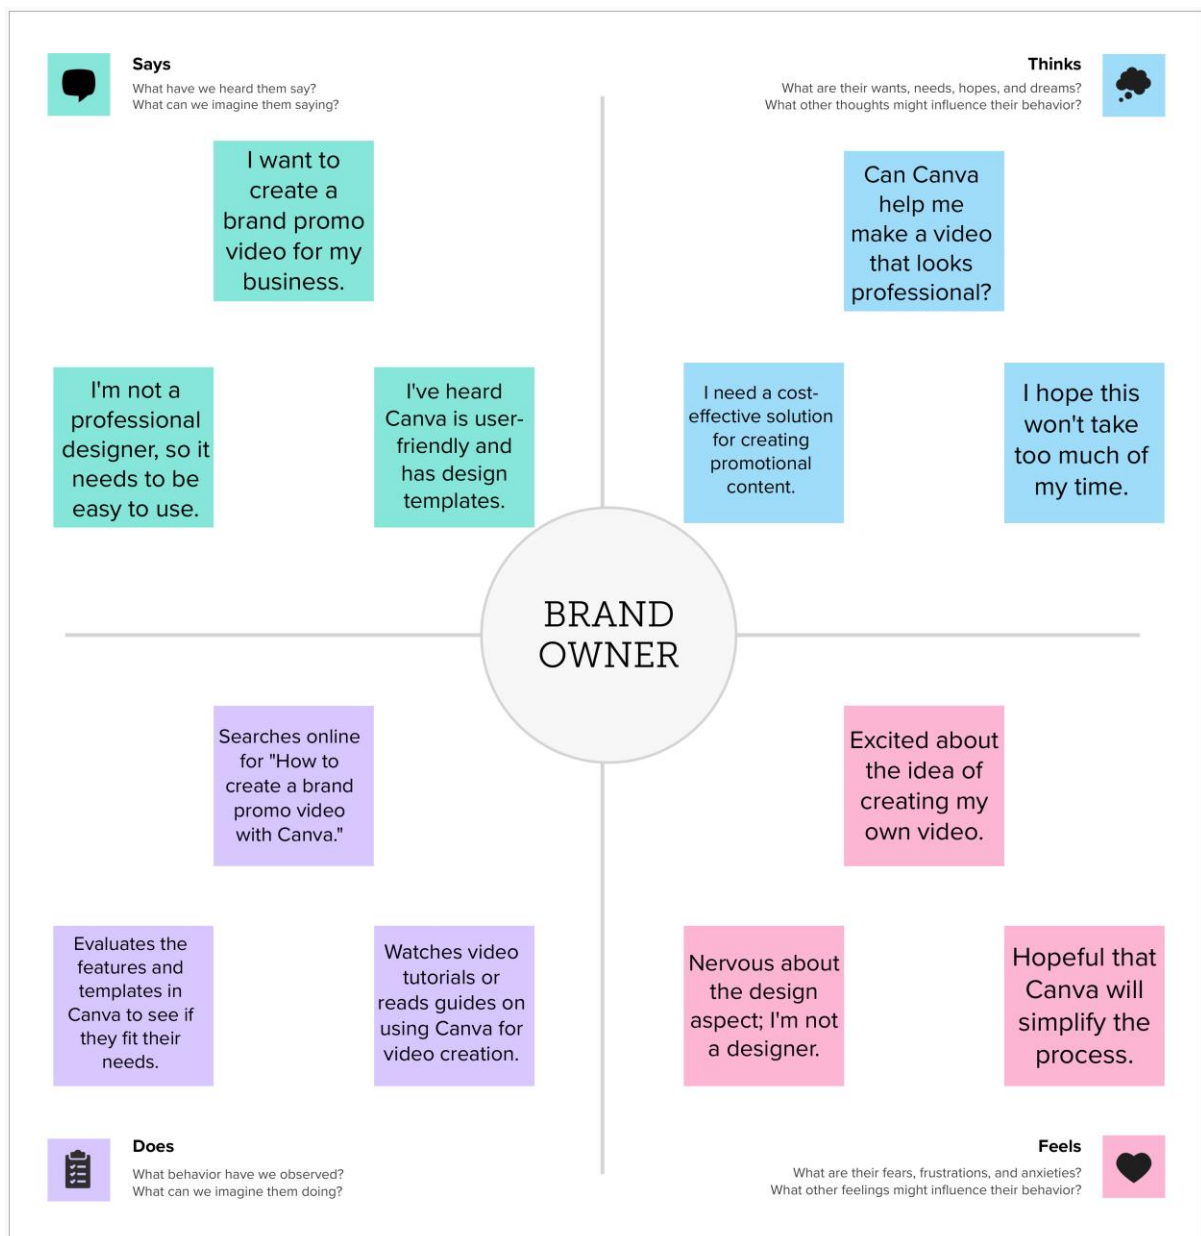 Says
What have we heard them say?
What can we imagine them saying?
I want to
create a
brand promo
video for my
business.
I'm not a
professional
designer, so it
needs to be
easy to use.
I've heard
Canva is user-
friendly and
has design
templates.
Thinks
What are their wants, needs, hopes, and dreams?
What other thoughts might influence their behavior?
Can Canva
help me
make a video
that looks
professional?
I need a cost-
effective solution
for creating
promotional
content.
I hope this
won't take
too much of
my time.
BRAND
OWNER
Searches online
for "How to
create a brand
promo video
with Canva."
Evaluates the
features and
templates in
Canva to see if
they fit their
needs.
Watches video
tutorials or
reads guides on
using Canva for
video creation.
Does
What behavior have we observed?
What can we imagine them doing?
Excited about
the idea of
creating my
own video.
Nervous about
the design
aspect; I'm not
a designer.
Hopeful that
Canva will
simplify the
process.
Feels
What are their fears, frustrations, and anxieties?
What other feelings might influence their behavior?